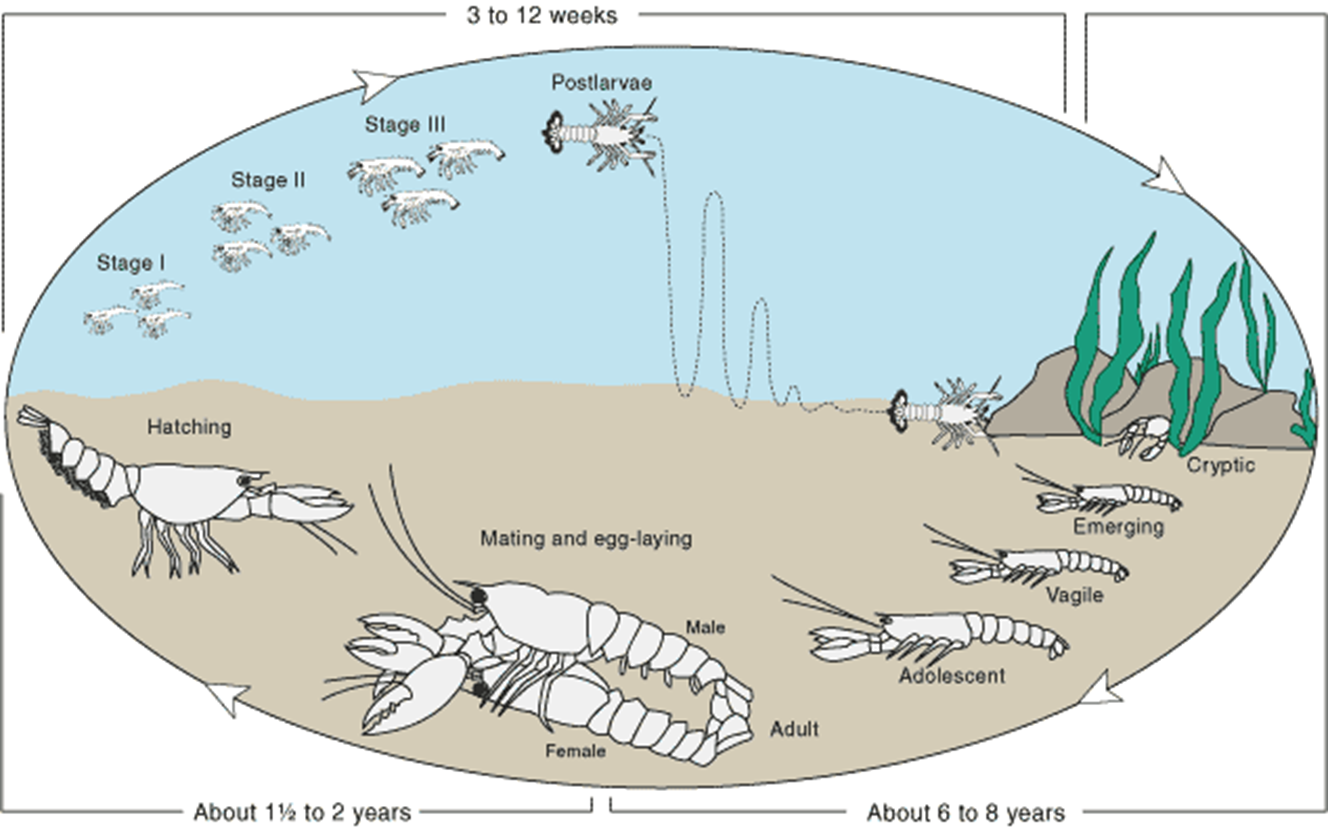 3 to 12 weeks
Postlarvae
Stage III
Stage II
Stage I
Hatching
Cryptic
Emerging
Mating and egg-laying
Vagile
Male
Adolescent
Adult
Female
About 1½ to 2 years
About 6 to 8 years